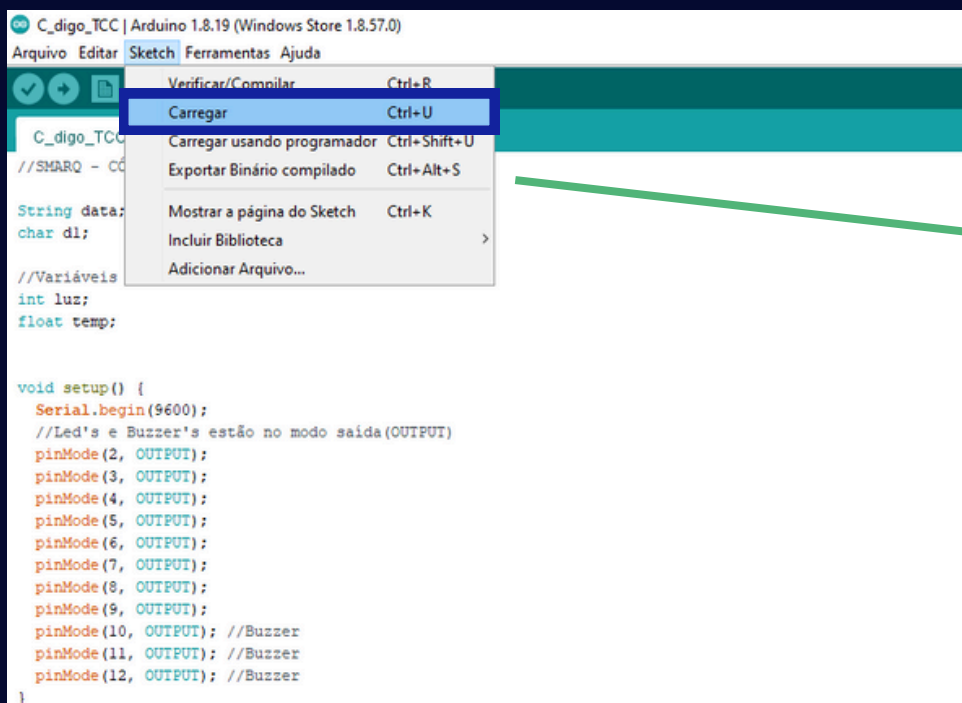 C_digo_TCC | Arduino 1.8.19 (Windows Store 1.8.57.0)
Arquivo Editar Sketch Ferramentas Ajuda
Verificar/Compilar Ctrl+R
Carregar Ctrl+U
C_digo_TCC
Carregar usando programador Ctrl+Shift+U
//SMARQ - CÓ
Exportar Binário compilado Ctrl+Alt+S
String data;
Mostrar a página do Sketch Ctrl+K
char d1;
Incluir Biblioteca >
//Variáveis
Adicionar Arquivo...
int luz;
float temp;
void setup() {
Serial.begin(9600);
//Led's e Buzzer's estão no modo saída(OUTPUT)
pinMode(2, OUTPUT);
pinMode(3, OUTPUT);
pinMode(4, OUTPUT);
pinMode(5, OUTPUT);
pinMode(6, OUTPUT);
pinMode(7, OUTPUT);
pinMode(8, OUTPUT);
pinMode(9, OUTPUT);
pinMode(10, OUTPUT); //Buzzer
pinMode(11, OUTPUT); //Buzzer
pinMode(12, OUTPUT); //Buzzer
}